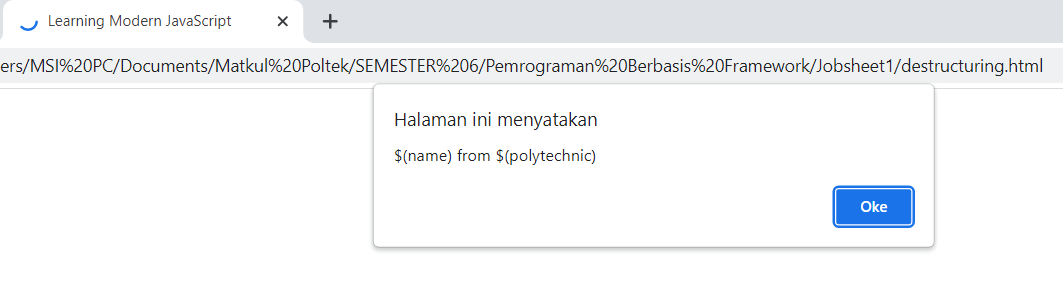 Learning Modern JavaScript
ers/MSI%20PC/Documents/Matkul%20Poltek/SEMESTER%206/Pemrograman%20Berbasis%20Framework/Jobsheet1/destructuring.html
Halaman ini menyatakan
$(name) from $(polytechnic)
Oke